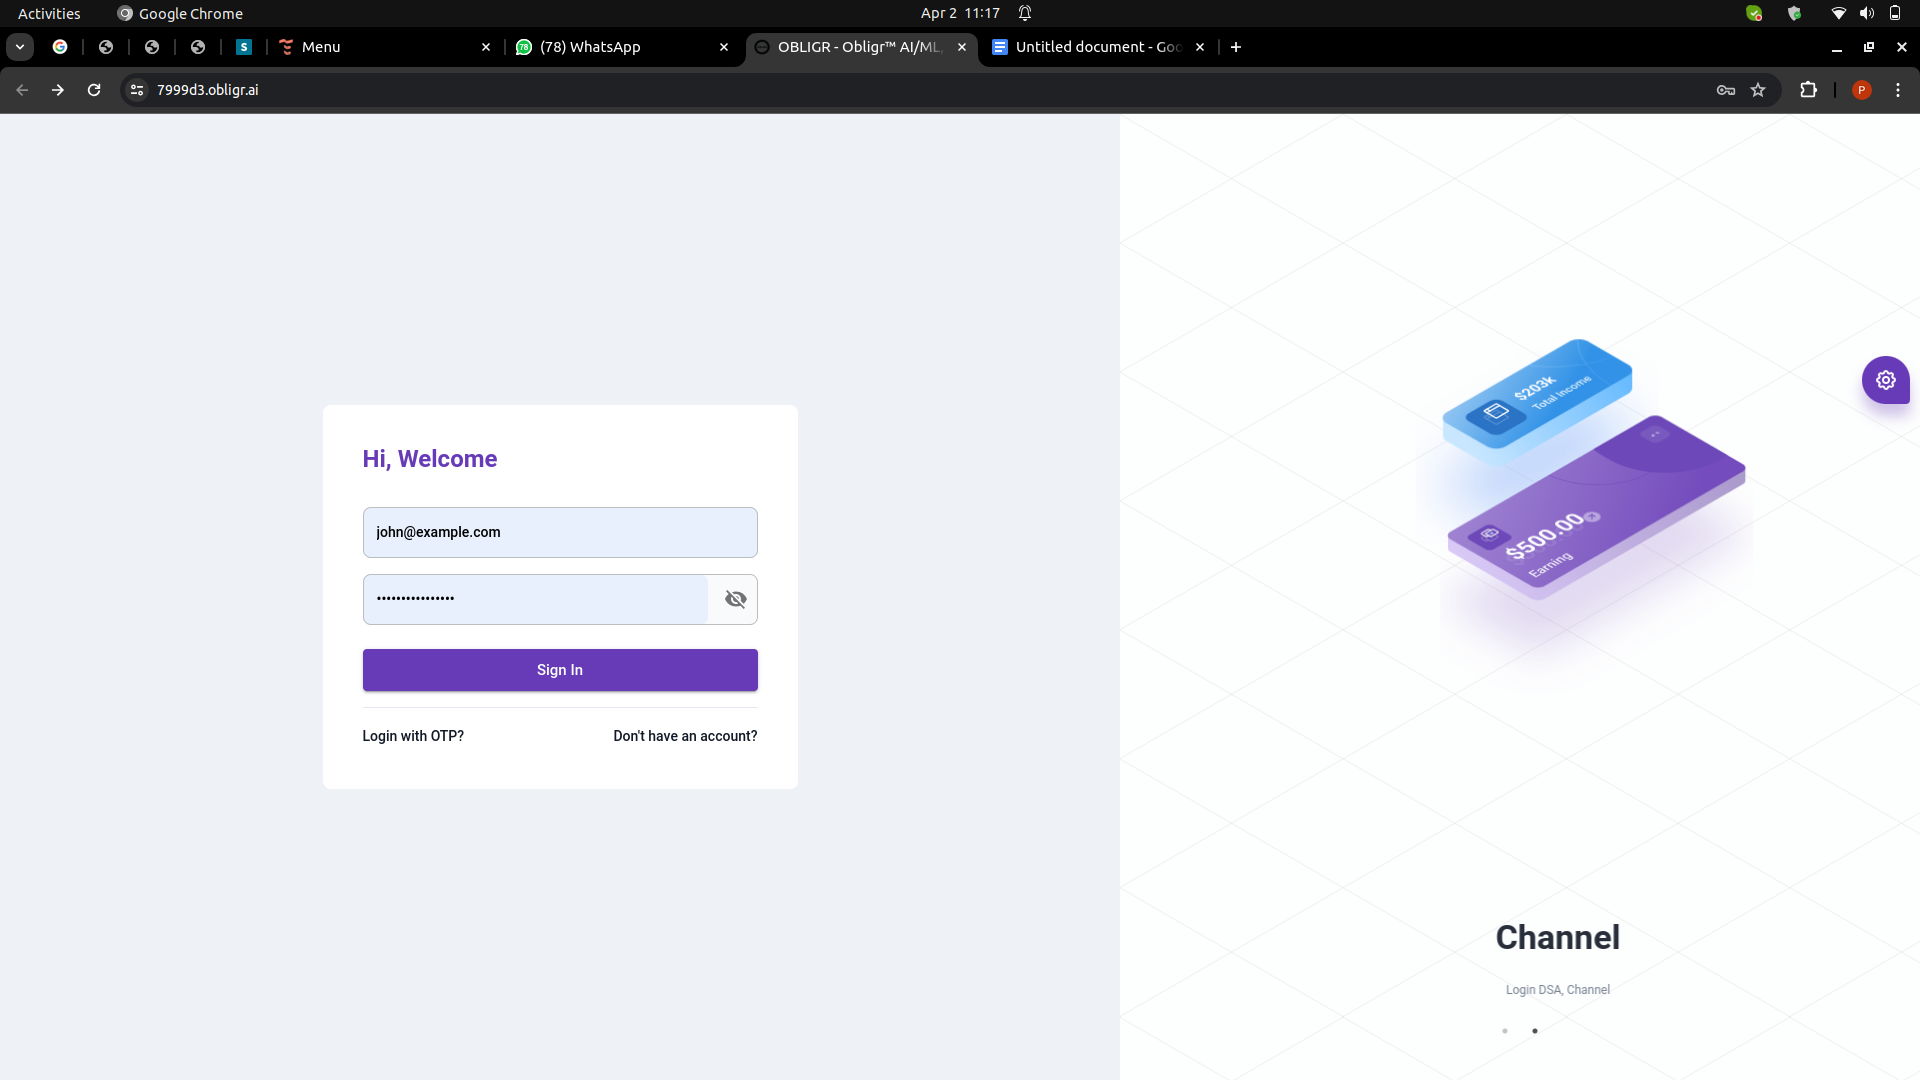 Activities
Google Chrome
Apr 2 11:17
S
Menu
78
(78) WhatsApp
OBLIGR - Obligr™ AI/ML,
Untitled document - Goo
7999d3.obligr.ai
P
Hi, Welcome
john@example.com
••••••••••••••••
Sign In
Login with OTP?
Don't have an account?
$203k
Total Income
$500.00
Earning
Channel
Login DSA, Channel